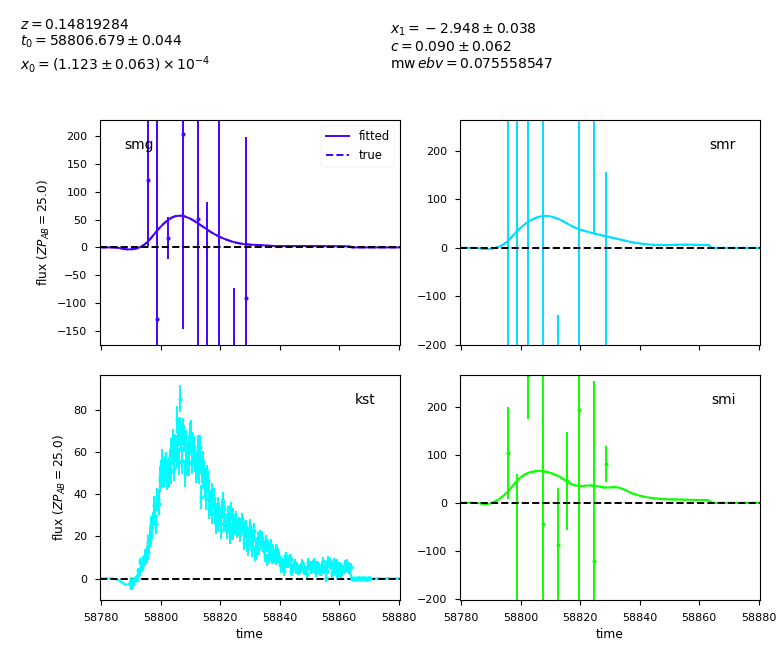 z = 0.14819284
t₀ = 58806.679 ± 0.044
x₀ = (1.123 ± 0.063) × 10⁻⁴
x₁ = −2.948 ± 0.038
c = 0.090 ± 0.062
mw ebv = 0.075558547
smg
fitted
true
200
150
100
50
0
−50
−100
−150
flux (ZP_AB = 25.0)
smr
200
100
0
−100
−200
kst
80
60
40
20
0
flux (ZP_AB = 25.0)
58780 58800 58820 58840 58860 58880
time
smi
200
100
0
−100
−200
58780 58800 58820 58840 58860 58880
time